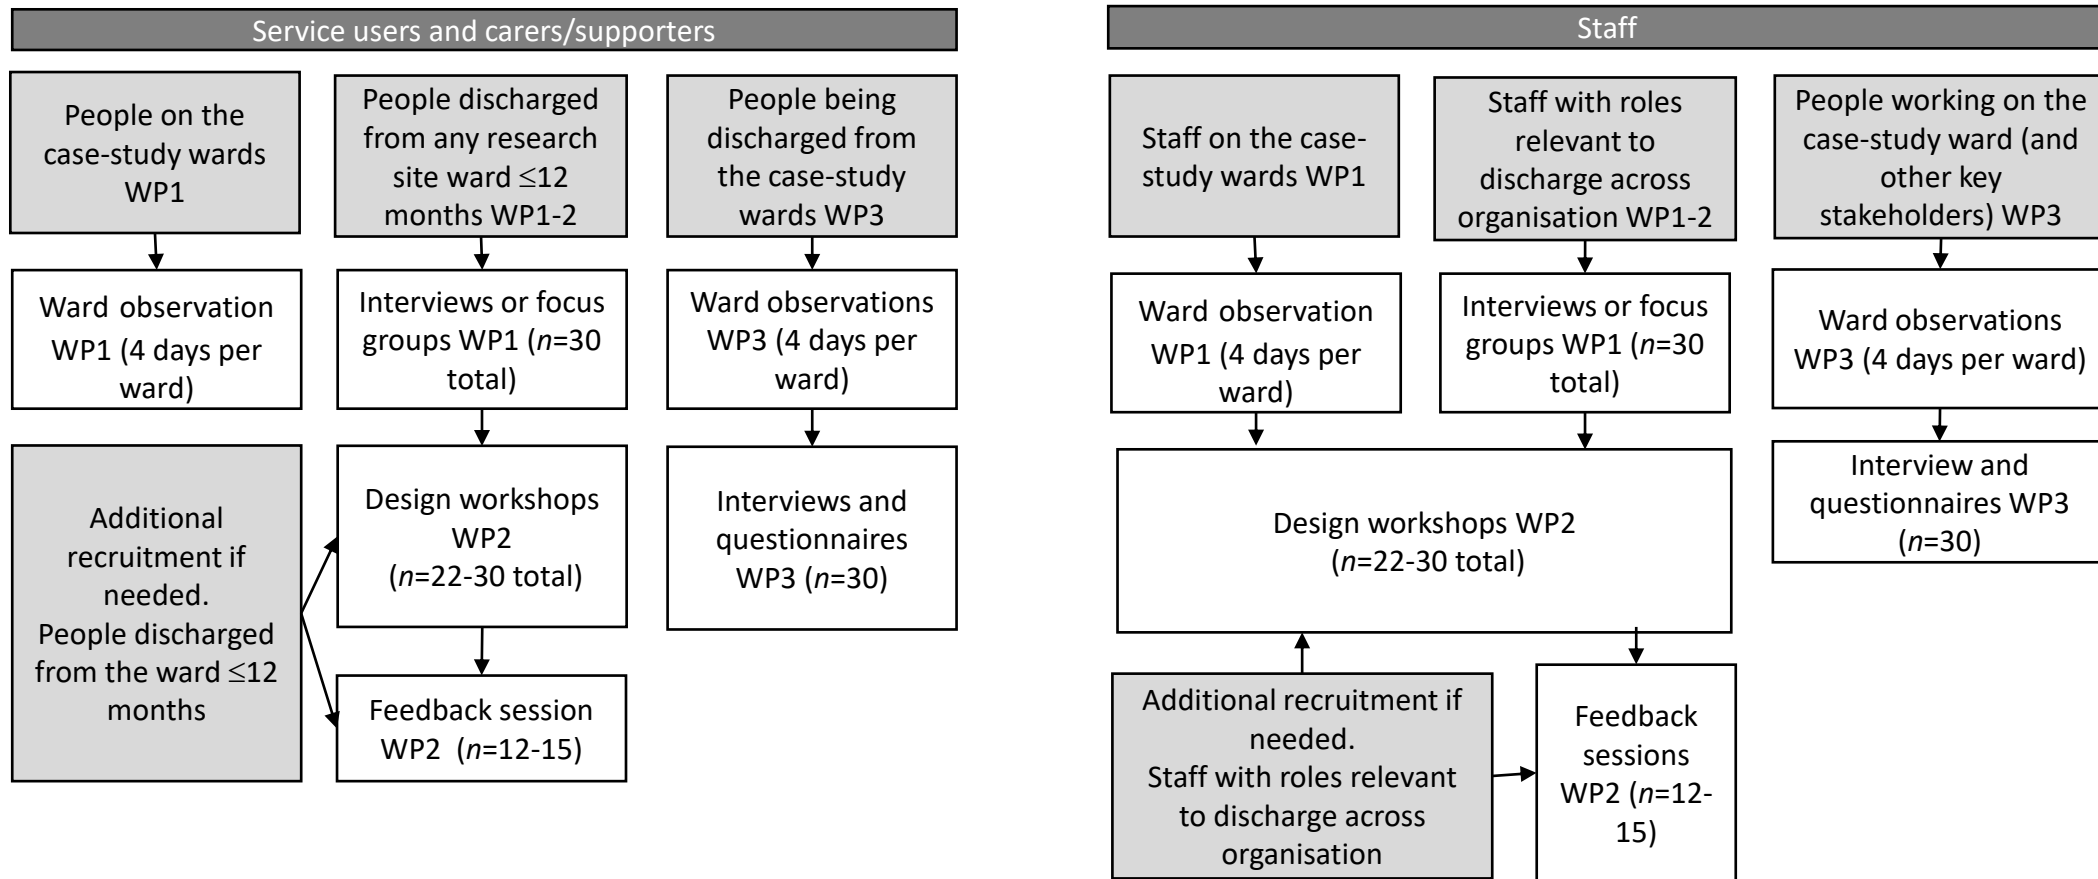 Service users and carers/supporters
People on the
case-study wards
WP1
People discharged
from any research
site ward ≤12
months WP1-2
People being
discharged from
the case-study
wards WP3
Ward observation
WP1 (4 days per
ward)
Interviews or focus
groups WP1 (n=30
total)
Ward observations
WP3 (4 days per
ward)
Additional
recruitment if
needed.
People discharged
from the ward ≤12
months
Design workshops
WP2
(n=22-30 total)
Interviews and
questionnaires
WP3 (n=30)
Feedback session
WP2 (n=12-15)
Staff
Staff on the case-
study wards WP1
Staff with roles
relevant to
discharge across
organisation WP1-2
People working on the
case-study ward (and
other key
stakeholders) WP3
Ward observation
WP1 (4 days per
ward)
Interviews or focus
groups WP1 (n=30
total)
Ward observations
WP3 (4 days per ward)
Design workshops WP2
(n=22-30 total)
Interview and
questionnaires WP3
(n=30)
Additional recruitment if
needed.
Staff with roles relevant
to discharge across
organisation
Feedback
sessions
WP2 (n=12-
15)